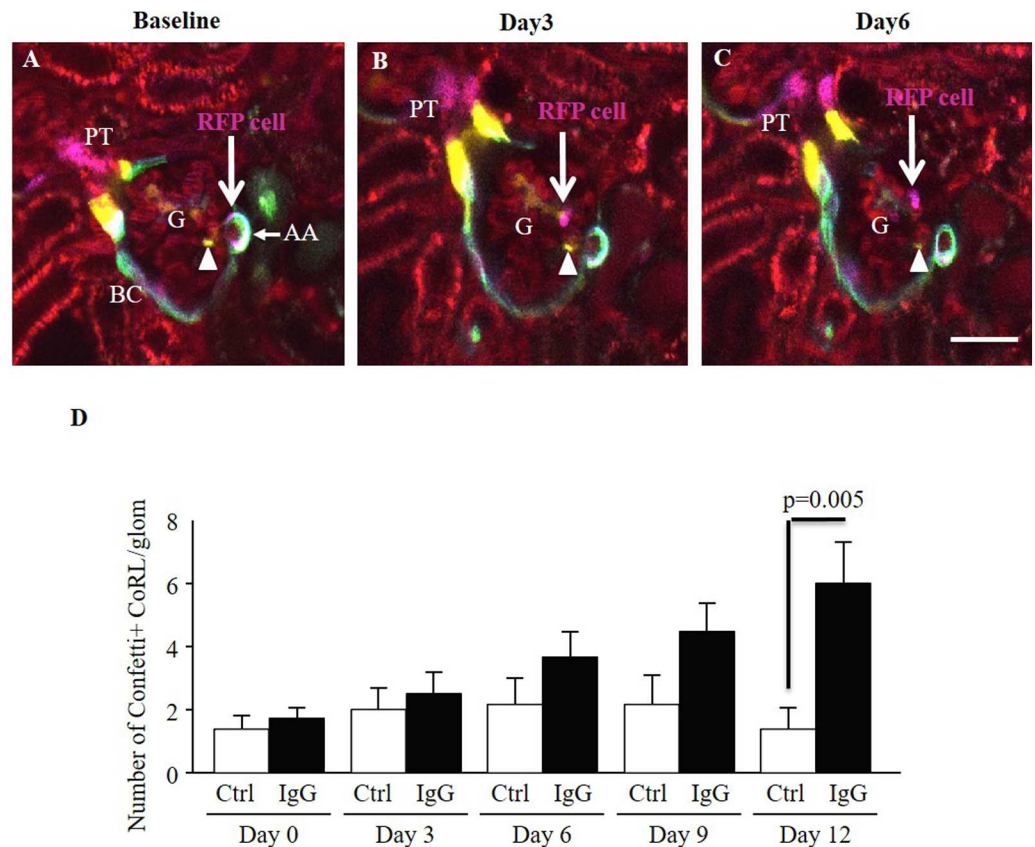 Baseline Day3 Day6
A B C
PT RFP cell G AA BC
PT RFP cell G
PT RFP cell G
D
p=0.005
Number of Confetti+ CoRL/glom
8
6
4
2
0
Ctrl IgG Ctrl IgG Ctrl IgG Ctrl IgG Ctrl IgG
Day 0 Day 3 Day 6 Day 9 Day 12